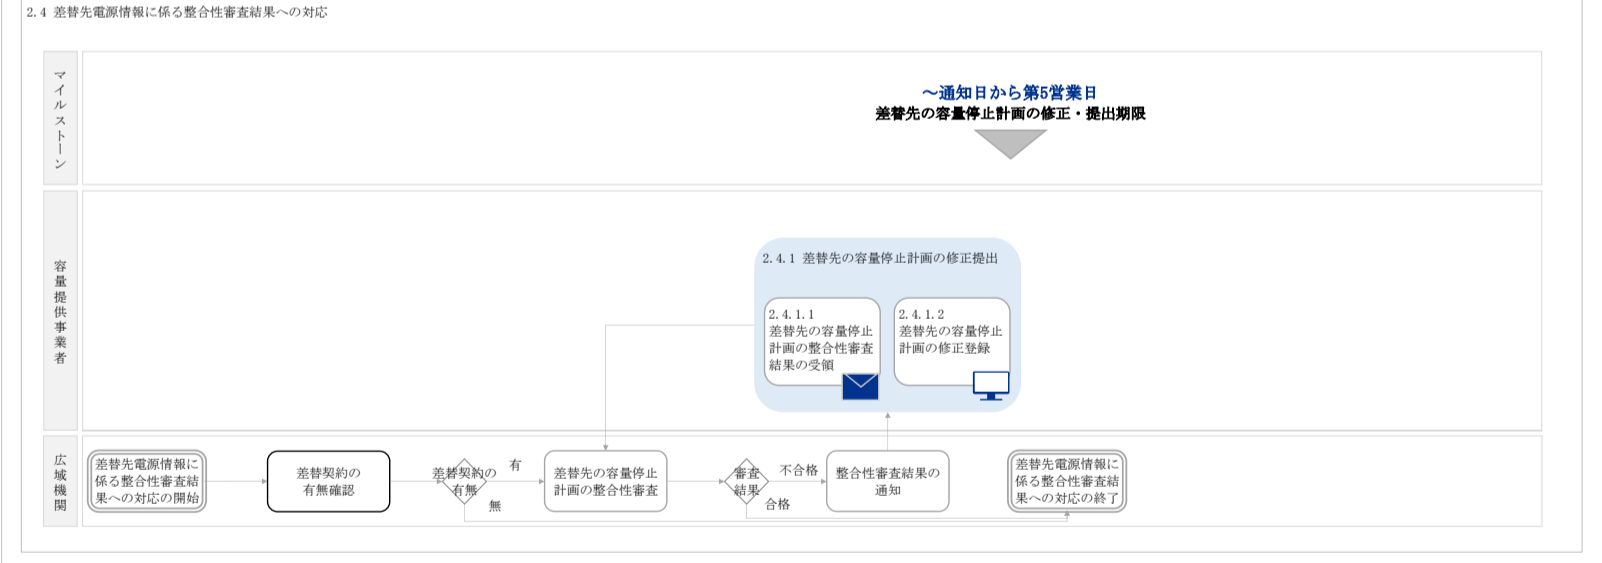 2.4 差替先電源情報に係る整合性審査結果への対応
マイルストーン
～通知日から第5営業日
差替先の容量停止計画の修正・提出期限
容量提供事業者
2.4.1 差替先の容量停止計画の修正提出
2.4.1.1
差替先の容量停止
計画の整合性審査
結果の受領
2.4.1.2
差替先の容量停止
計画の修正登録
広域機関
差替先電源情報に
係る整合性審査結
果への対応の開始
差替契約の
有無確認
差替契約の
有無
有
無
差替先の容量停止
計画の整合性審査
審査
結果
不合格
合格
整合性審査結果の
通知
差替先電源情報に
係る整合性審査結
果への対応の終了